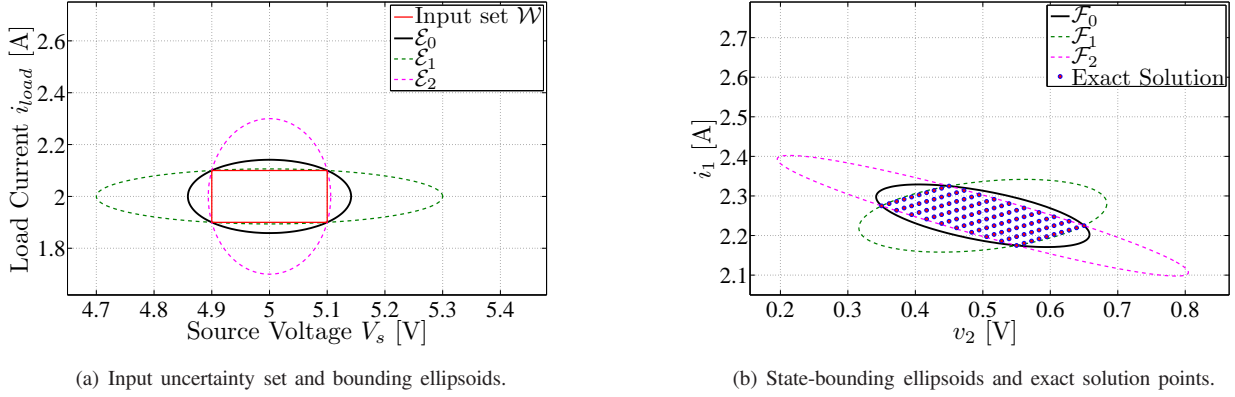 Input set 𝒲
ℰ₀
ℰ₁
ℰ₂
2.6
2.4
2.2
2
1.8
Load Current i_load [A]
4.7 4.8 4.9 5 5.1 5.2 5.3 5.4
Source Voltage V_s [V]
(a) Input uncertainty set and bounding ellipsoids.
ℱ₀
ℱ₁
ℱ₂
Exact Solution
2.7
2.6
2.5
2.4
2.3
2.2
2.1
i₁ [A]
0.2 0.3 0.4 0.5 0.6 0.7 0.8
v₂ [V]
(b) State-bounding ellipsoids and exact solution points.